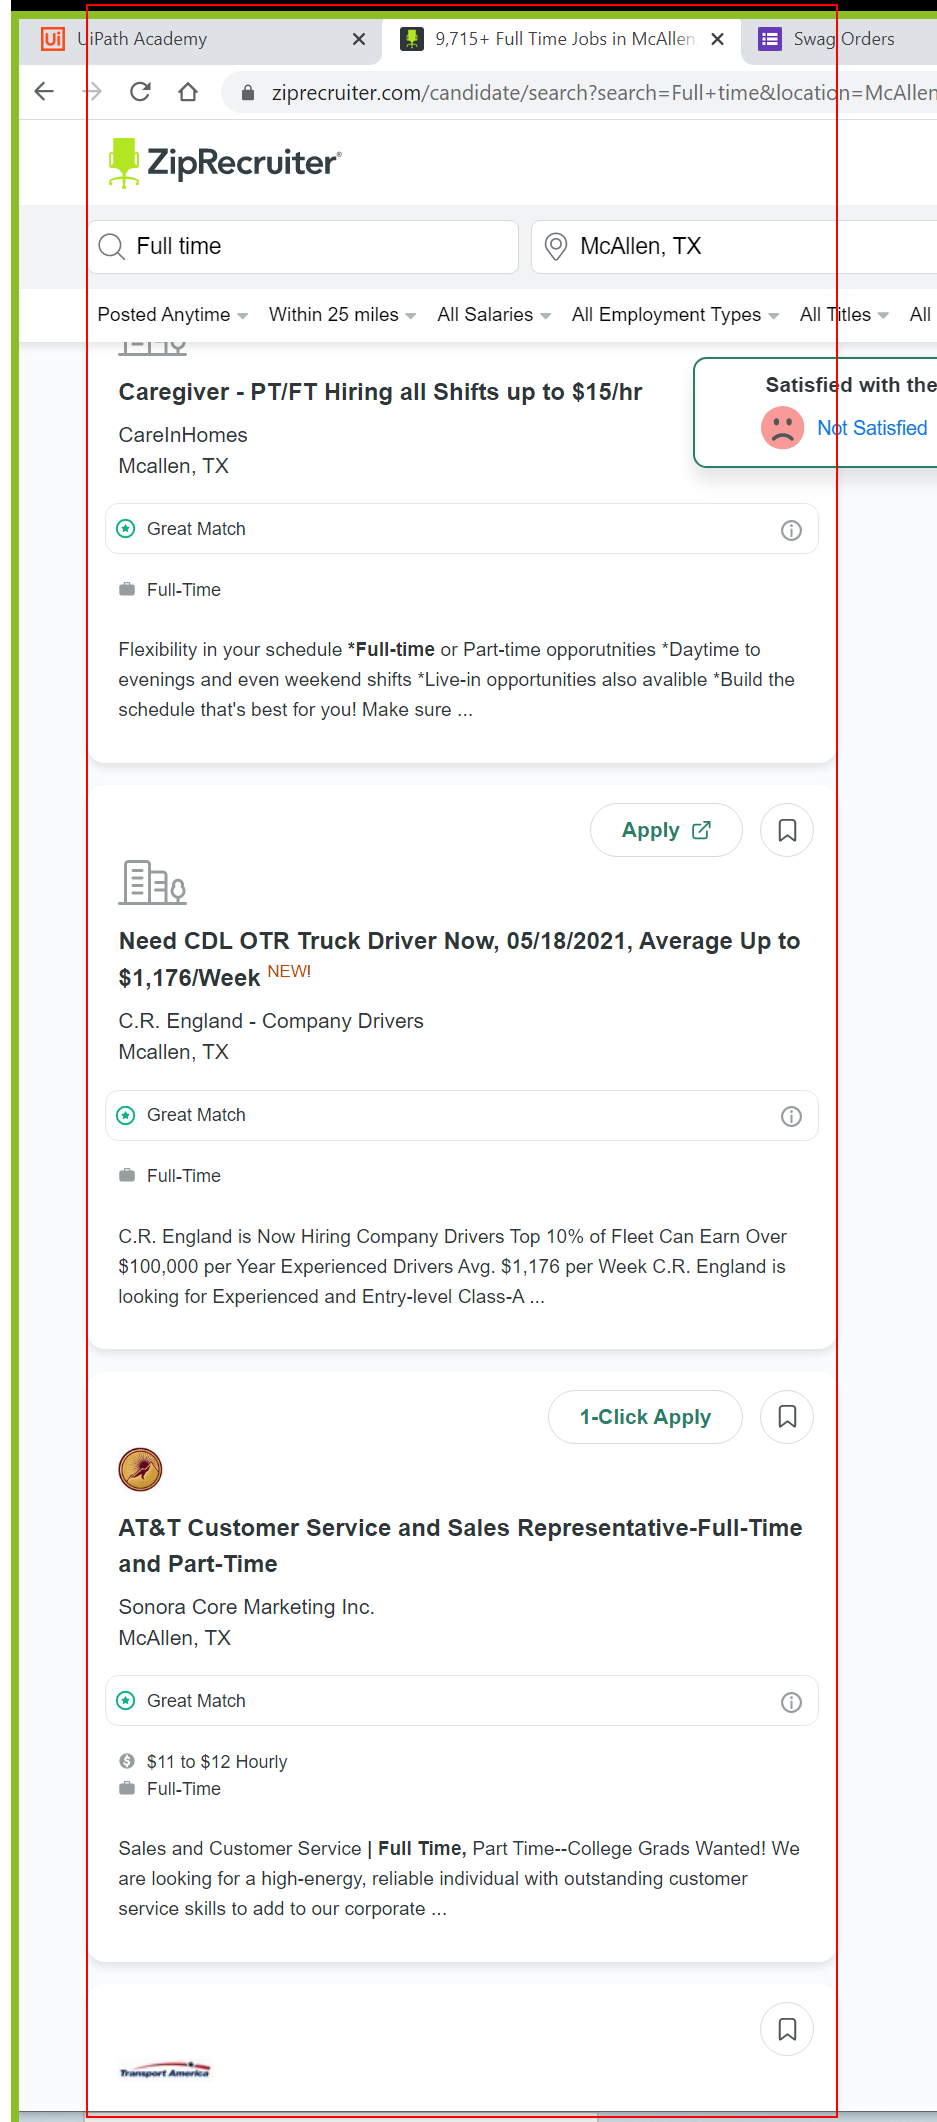 UiPath Academy
9,715+ Full Time Jobs in McAllen
Swag Orders
ziprecruiter.com/candidate/search?search=Full+time&location=McAllen
ZipRecruiter®
Full time
McAllen, TX
Posted Anytime
Within 25 miles
All Salaries
All Employment Types
All Titles
All
Satisfied with the
Not Satisfied
Caregiver - PT/FT Hiring all Shifts up to $15/hr
CareInHomes
Mcallen, TX
Great Match
Full-Time
Flexibility in your schedule *Full-time or Part-time opporutnities *Daytime to
evenings and even weekend shifts *Live-in opportunities also avalible *Build the
schedule that's best for you! Make sure ...
Apply
Need CDL OTR Truck Driver Now, 05/18/2021, Average Up to
$1,176/Week NEW!
C.R. England - Company Drivers
Mcallen, TX
Great Match
Full-Time
C.R. England is Now Hiring Company Drivers Top 10% of Fleet Can Earn Over
$100,000 per Year Experienced Drivers Avg. $1,176 per Week C.R. England is
looking for Experienced and Entry-level Class-A ...
1-Click Apply
AT&T Customer Service and Sales Representative-Full-Time
and Part-Time
Sonora Core Marketing Inc.
McAllen, TX
Great Match
$11 to $12 Hourly
Full-Time
Sales and Customer Service | Full Time, Part Time--College Grads Wanted! We
are looking for a high-energy, reliable individual with outstanding customer
service skills to add to our corporate ...
Transport America